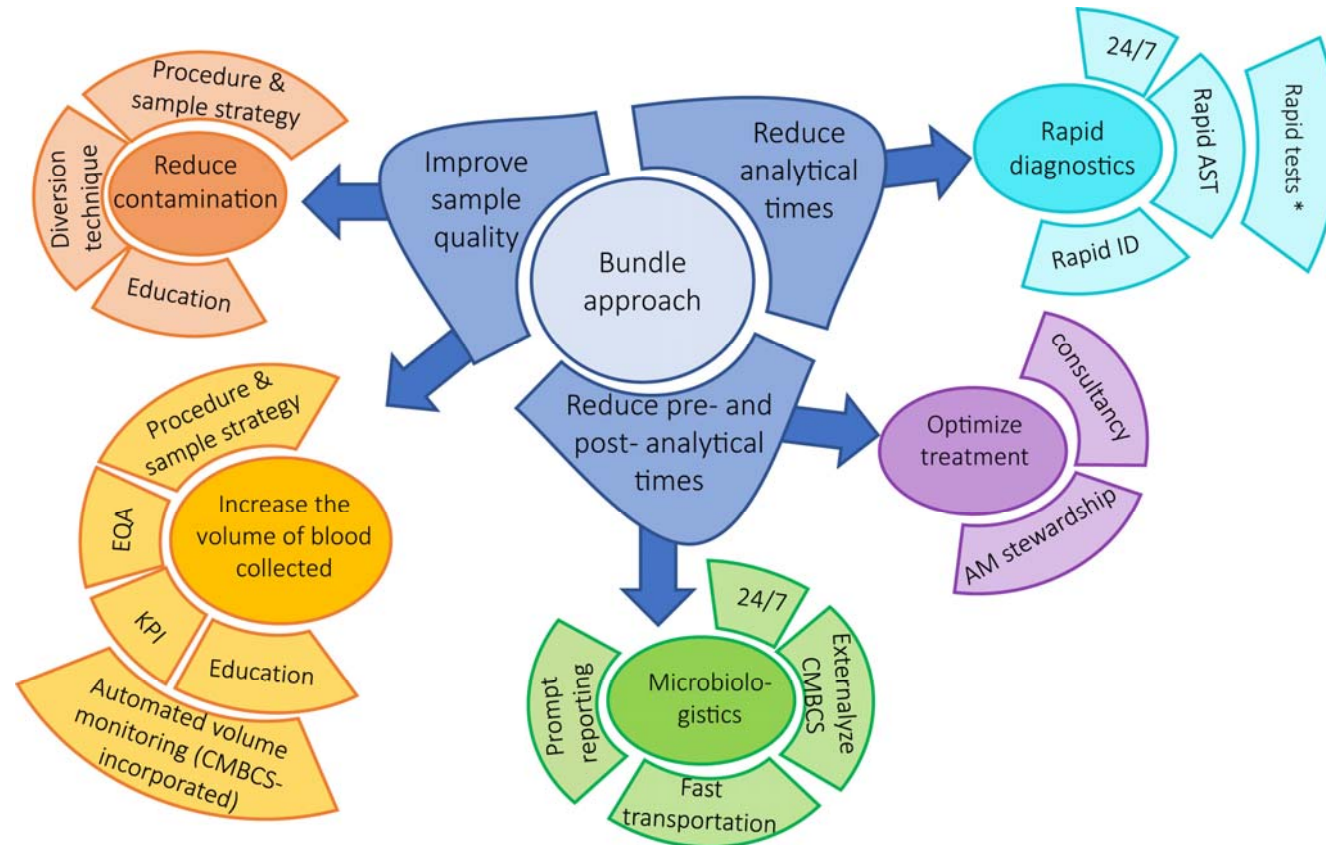 Procedure &
sample strategy
Diversion
technique
Reduce
contamination
Education
Improve
sample
quality
Reduce
analytical
times
Bundle
approach
24/7
Rapid
diagnostics
Rapid AST
Rapid tests *
Rapid ID
Procedure &
sample strategy
EQA
Increase the
volume of blood
collected
KPI
Education
Automated volume
monitoring (CMBCS-
incorporated)
Reduce pre- and
post- analytical
times
consultancy
Optimize
treatment
AM stewardship
24/7
Prompt
reporting
Microbiolo-
gistics
Externalyze
CMBCS
Fast
transportation